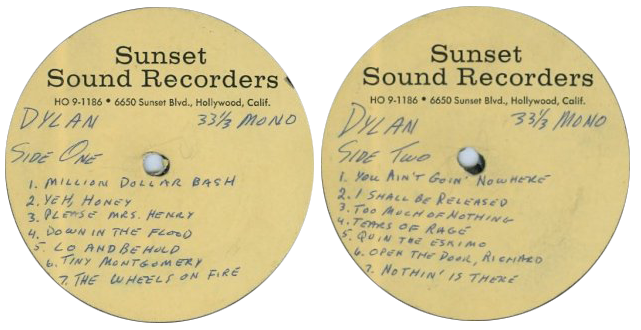 Sunset
Sound Recorders
HO 9-1186 • 6650 Sunset Blvd., Hollywood, Calif.
DYLAN 33 1/3 MONO
SIDE ONE
1. MILLION DOLLAR BASH
2. YEH, HONEY
3. PLEASE MRS. HENRY
4. DOWN IN THE FLOOD
5. LO AND BEHOLD
6. TINY MONTGOMERY
7. THE WHEELS ON FIRE
Sunset
Sound Recorders
HO 9-1186 • 6650 Sunset Blvd., Hollywood, Calif.
DYLAN 33 1/3 MONO
SIDE TWO
1. YOU AIN'T GOIN' NOWHERE
2. I SHALL BE RELEASED
3. TOO MUCH OF NOTHING
4. TEARS OF RAGE
5. QUIN THE ESKIMO
6. OPEN THE DOOR, RICHARD
7. NOTHIN' IS THERE